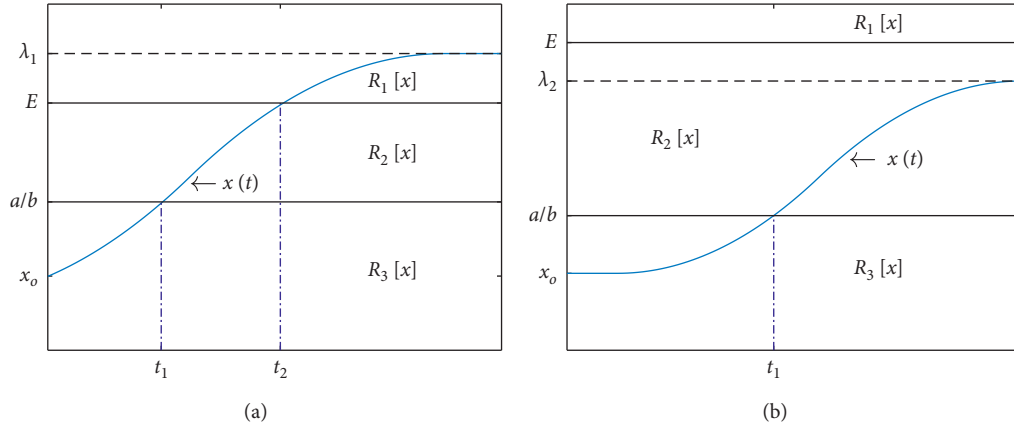 λ₁
R₁ [x]
E
R₂ [x]
← x (t)
a/b
xₒ
R₃ [x]
t₁
t₂
(a)
R₁ [x]
E
λ₂
R₂ [x]
← x (t)
a/b
xₒ
R₃ [x]
t₁
(b)